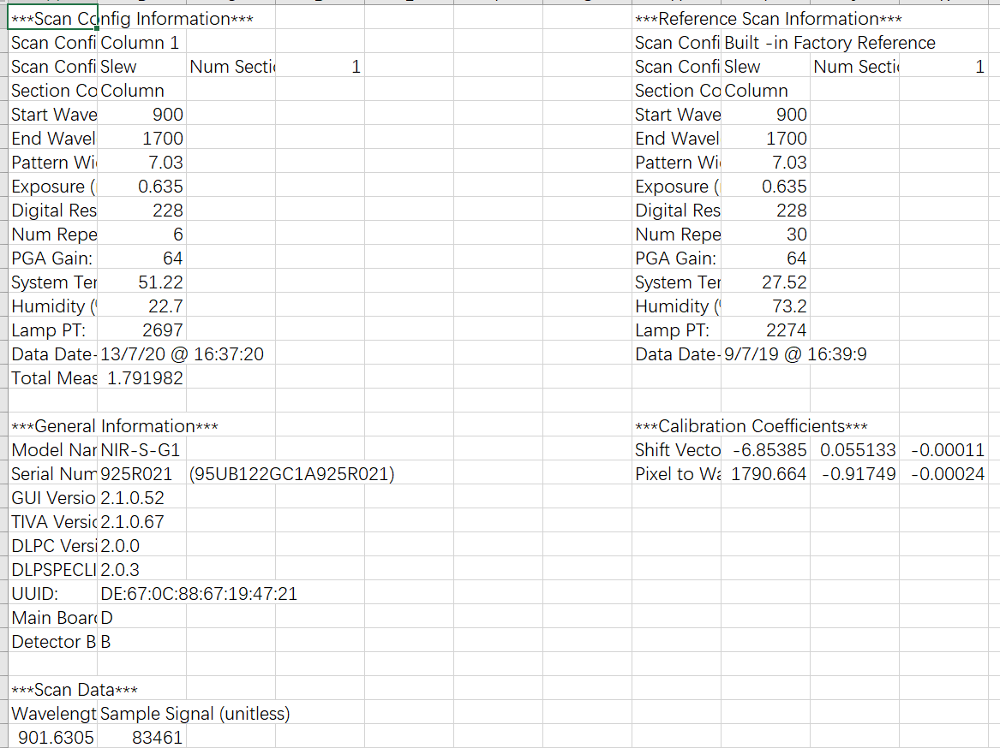 ***Scan Config Information*** ***Reference Scan Information***
Scan Confi Column 1 Scan Confi Built -in Factory Reference
Scan Confi Slew Num Secti 1 Scan Confi Slew Num Secti 1
Section Co Column Section Co Column
Start Wave 900 Start Wave 900
End Wavel 1700 End Wavel 1700
Pattern Wi 7.03 Pattern Wi 7.03
Exposure ( 0.635 Exposure ( 0.635
Digital Res 228 Digital Res 228
Num Repe 6 Num Repe 30
PGA Gain: 64 PGA Gain: 64
System Ter 51.22 System Ter 27.52
Humidity ( 22.7 Humidity ( 73.2
Lamp PT: 2697 Lamp PT: 2274
Data Date- 13/7/20 @ 16:37:20 Data Date- 9/7/19 @ 16:39:9
Total Meas 1.791982
***General Information*** ***Calibration Coefficients***
Model Nar NIR-S-G1 Shift Vecto -6.85385 0.055133 -0.00011
Serial Num 925R021 (95UB122GC1A925R021) Pixel to Wa 1790.664 -0.91749 -0.00024
GUI Versio 2.1.0.52
TIVA Versic 2.1.0.67
DLPC Versi 2.0.0
DLPSPECLI 2.0.3
UUID: DE:67:0C:88:67:19:47:21
Main Board D
Detector B B
***Scan Data***
Wavelengt Sample Signal (unitless)
901.6305 83461